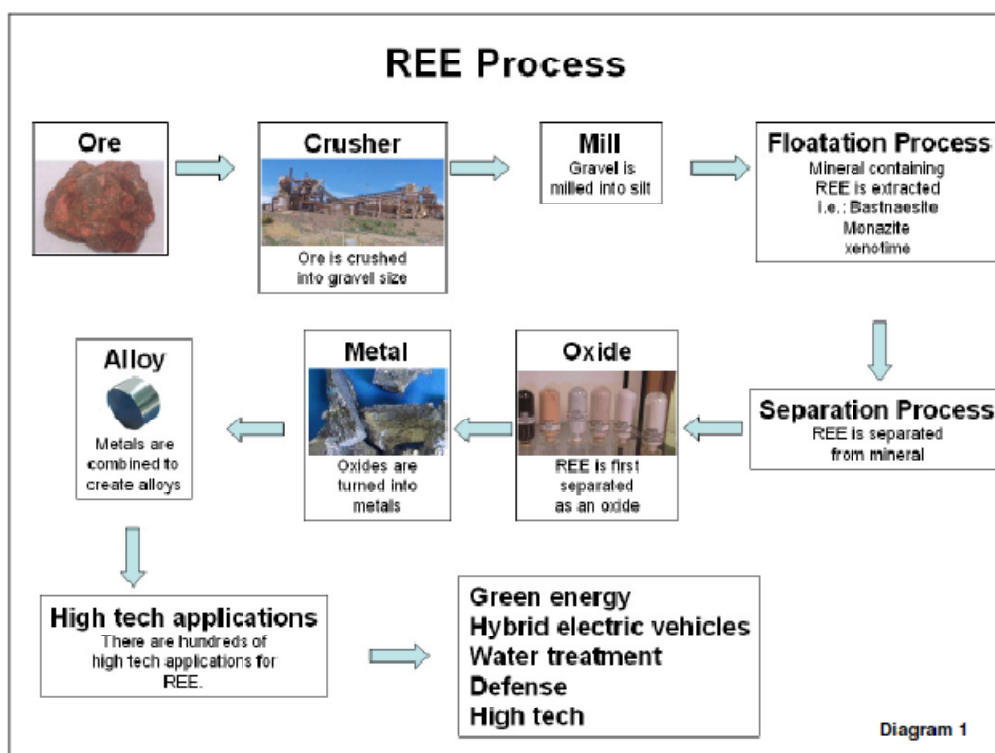 REE Process
Ore
Crusher
Ore is crushed
into gravel size
Mill
Gravel is
milled into silt
Floatation Process
Mineral containing
REE is extracted
i.e.: Bastnaesite
Monazite
xenotime
Separation Process
REE is separated
from mineral
Oxide
REE is first
separated
as an oxide
Metal
Oxides are
turned into
metals
Alloy
Metals are
combined to
create alloys
High tech applications
There are hundreds of
high tech applications for
REE.
Green energy
Hybrid electric vehicles
Water treatment
Defense
High tech
Diagram 1